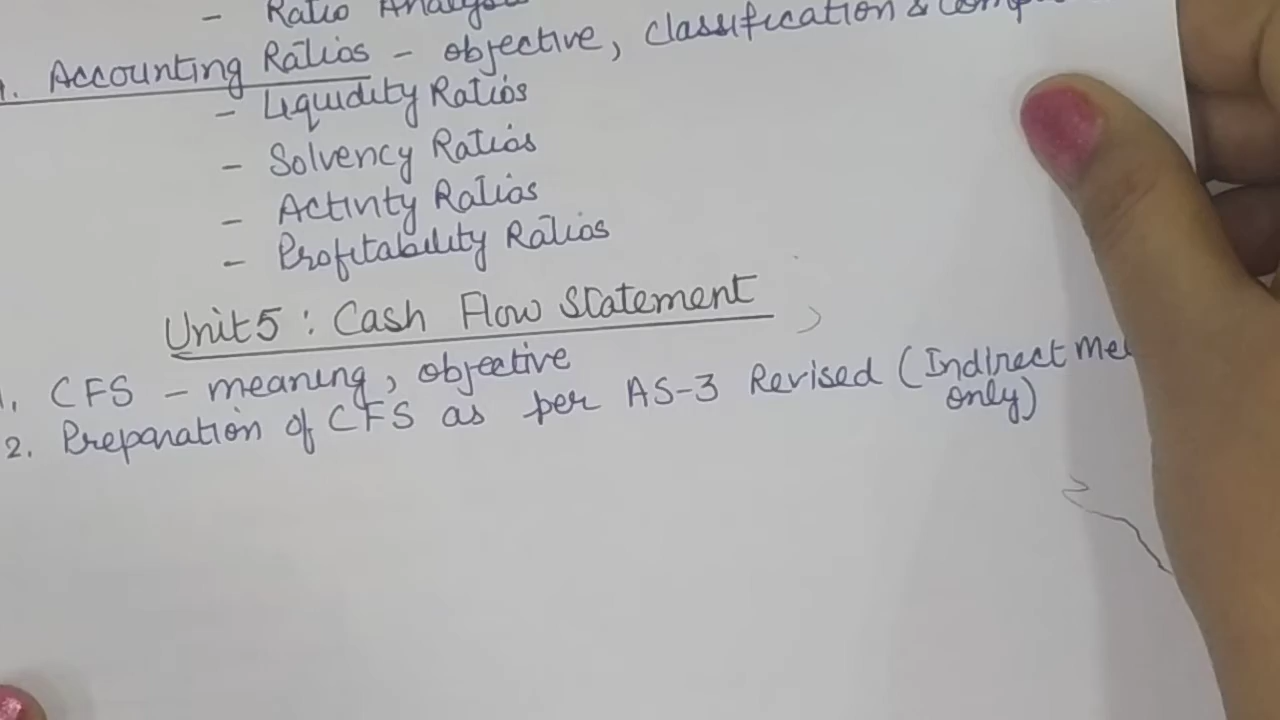 - Ratio
Accounting Ratios - objective, classification &
- Liquidity Ratios
- Solvency Ratios
- Activity Ratios
- Profitability Ratios
Unit 5 : Cash Flow Statement
1. CFS - meaning, objective
2. Preparation of CFS as per AS-3 Revised (Indirect
only)